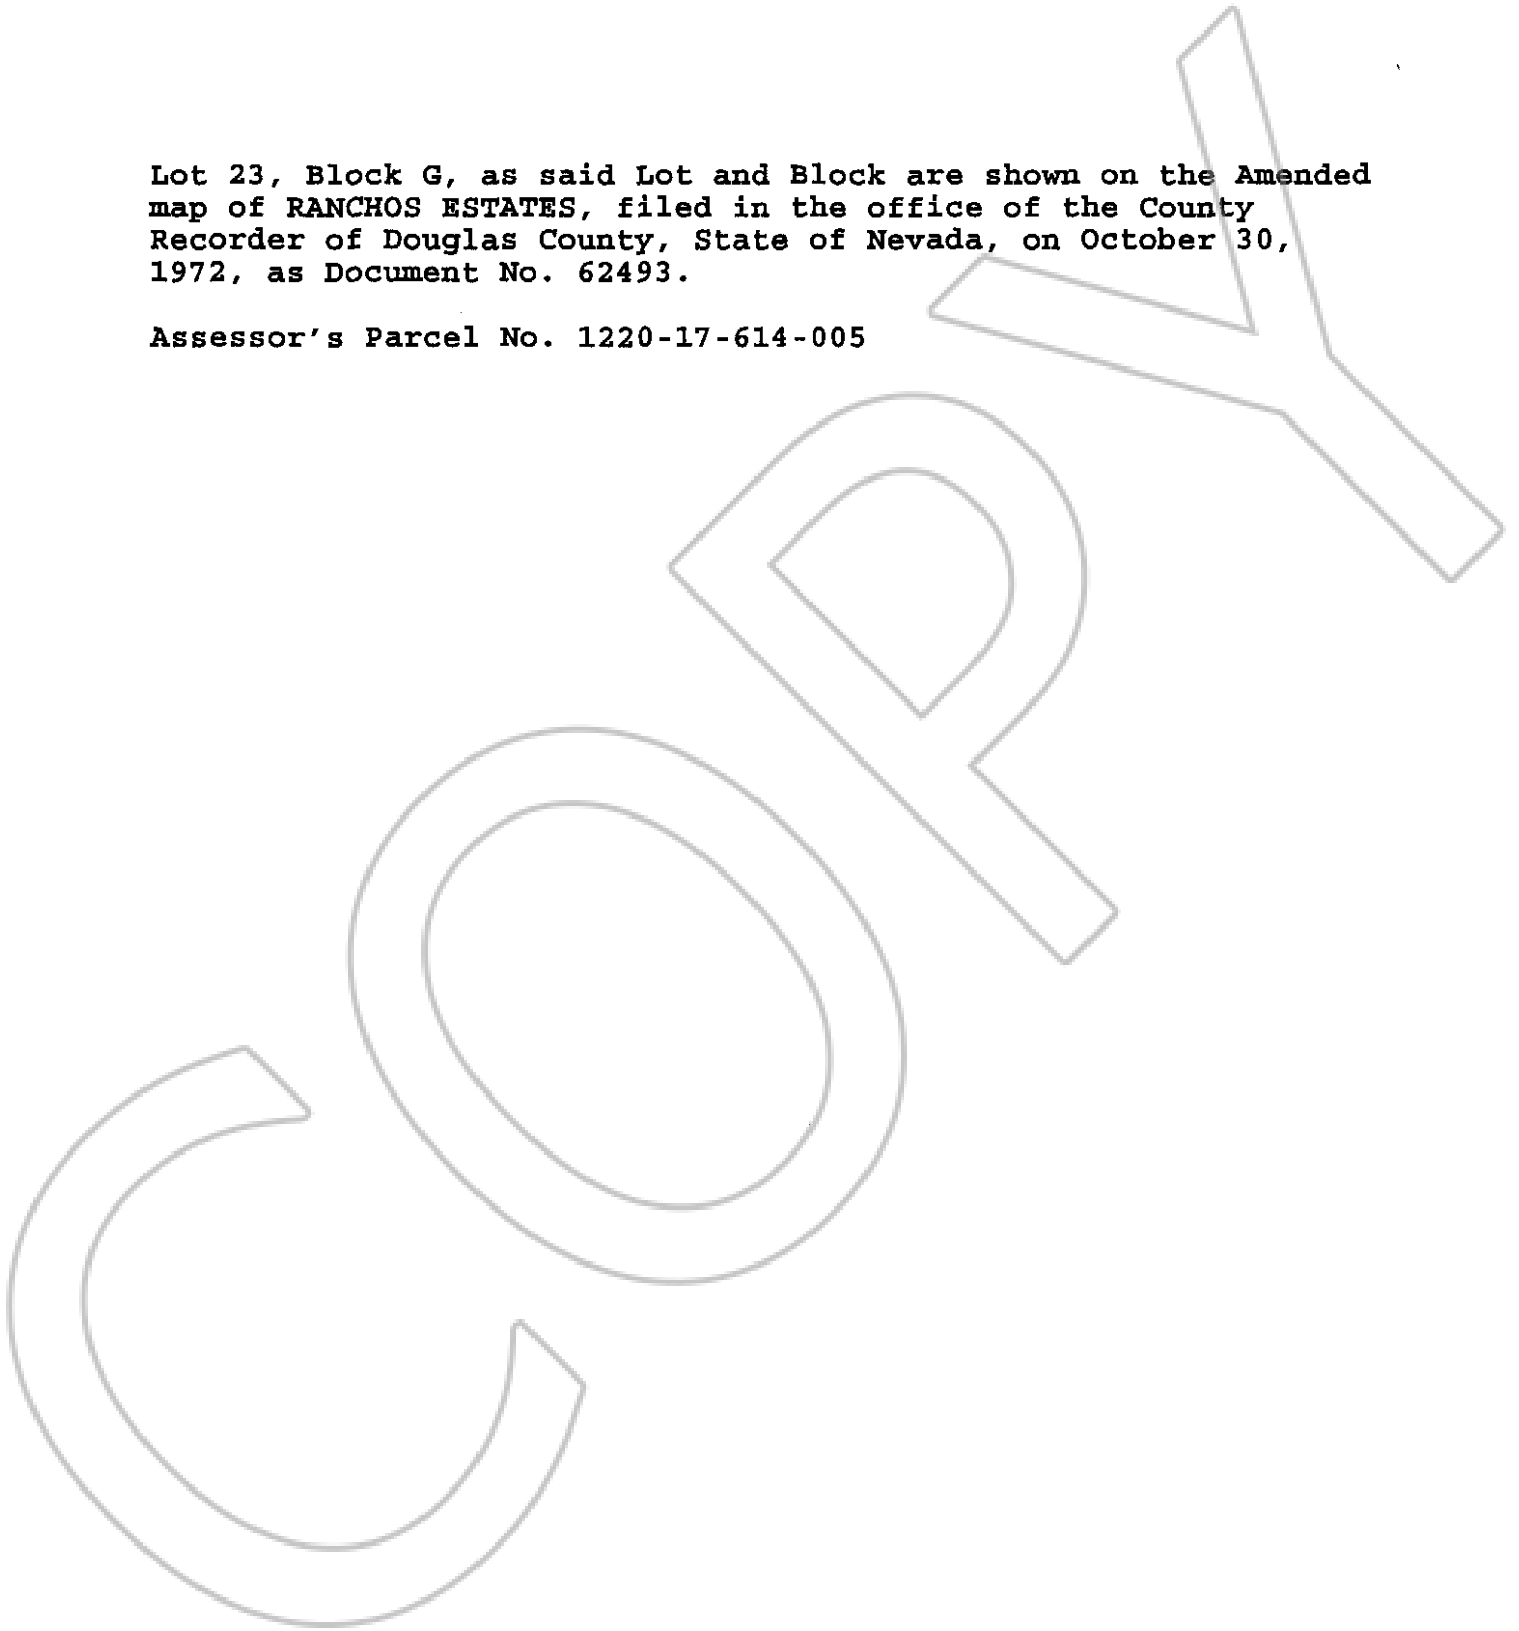 Lot 23, Block G, as said Lot and Block are shown on the Amended
map of RANCHOS ESTATES, filed in the office of the County
Recorder of Douglas County, State of Nevada, on October 30,
1972, as Document No. 62493.
Assessor's Parcel No. 1220-17-614-005
COPY